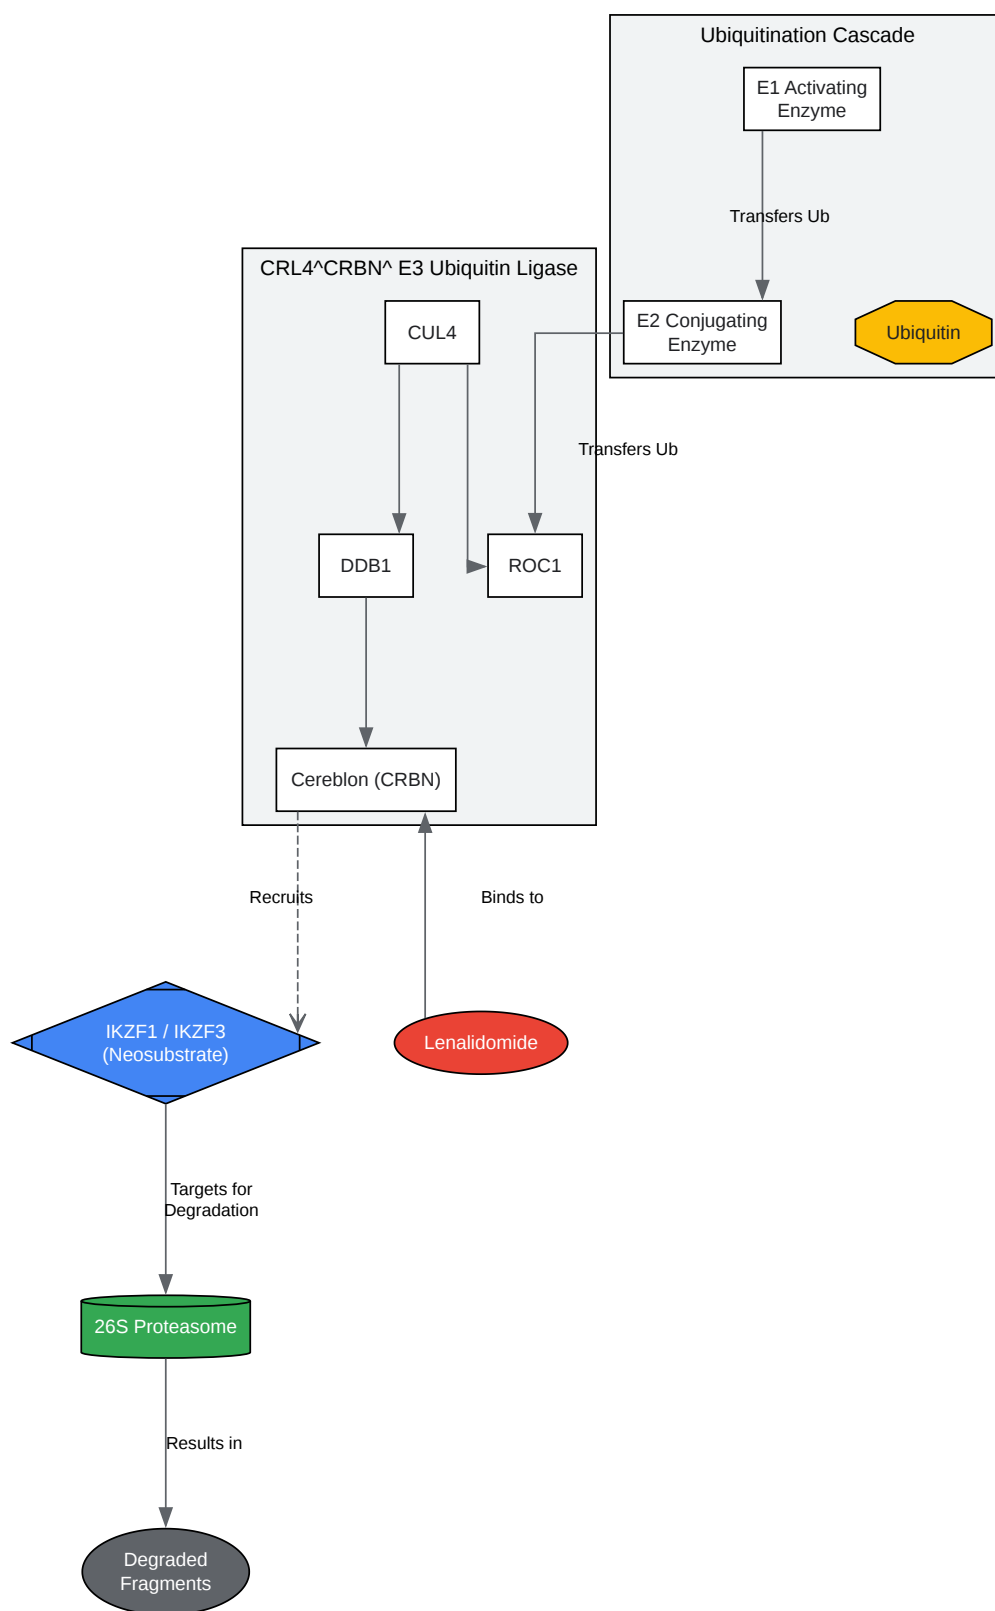 Ubiquitination Cascade
E1 Activating
Enzyme
Transfers Ub
CRL4^CRBN^ E3 Ubiquitin Ligase
CUL4
E2 Conjugating
Enzyme
Ubiquitin
Transfers Ub
DDB1
ROC1
Cereblon (CRBN)
Recruits
Binds to
IKZF1 / IKZF3
(Neosubstrate)
Lenalidomide
Targets for
Degradation
26S Proteasome
Results in
Degraded
Fragments